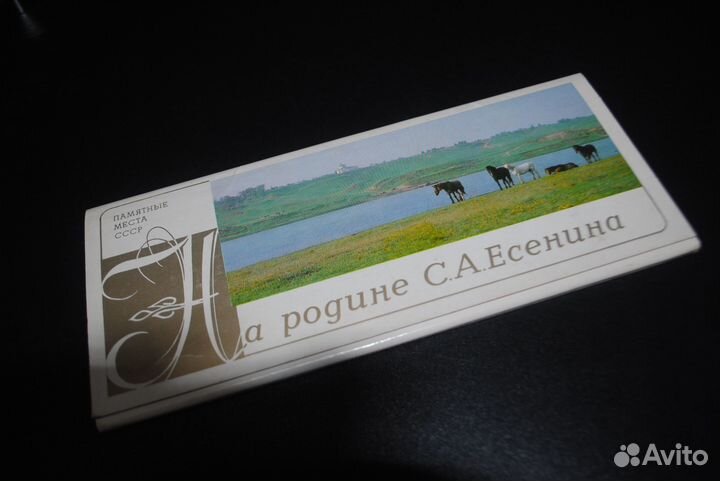 ПАМЯТНЫЕ
МЕСТА
СССР
На родине С.А.Есенина
Avito